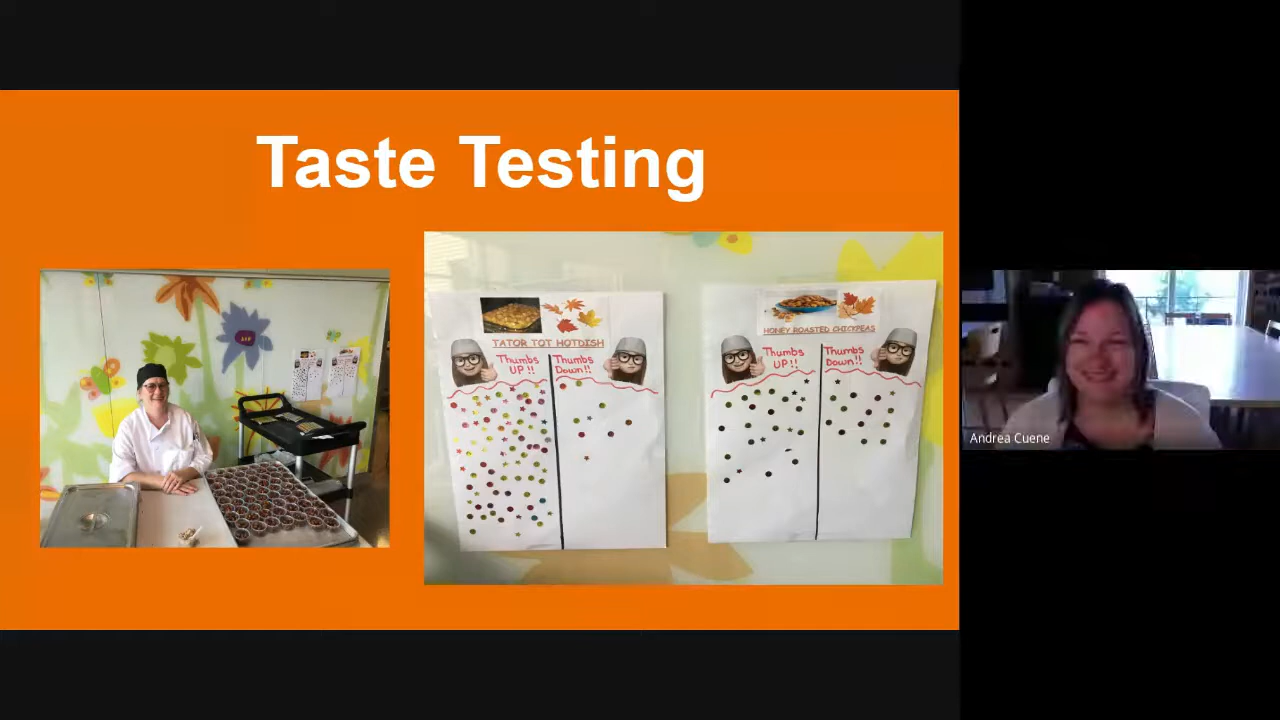 Taste Testing
TATOR TOT HOTDISH
Thumbs
UP!!
Thumbs
Down!!
HONEY ROASTED CHICKPEAS
Thumbs
UP!!
Thumbs
Down!!
Andrea Cuene